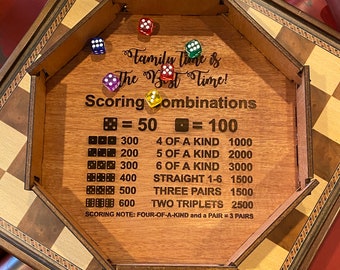 Family time is
the Best Time!
Scoring Combinations
= 50 = 100
300 4 OF A KIND 1000
200 5 OF A KIND 2000
300 6 OF A KIND 3000
400 STRAIGHT 1-6 1500
500 THREE PAIRS 1500
600 TWO TRIPLETS 2500
SCORING NOTE: FOUR-OF-A-KIND and a PAIR = 3 PAIRS